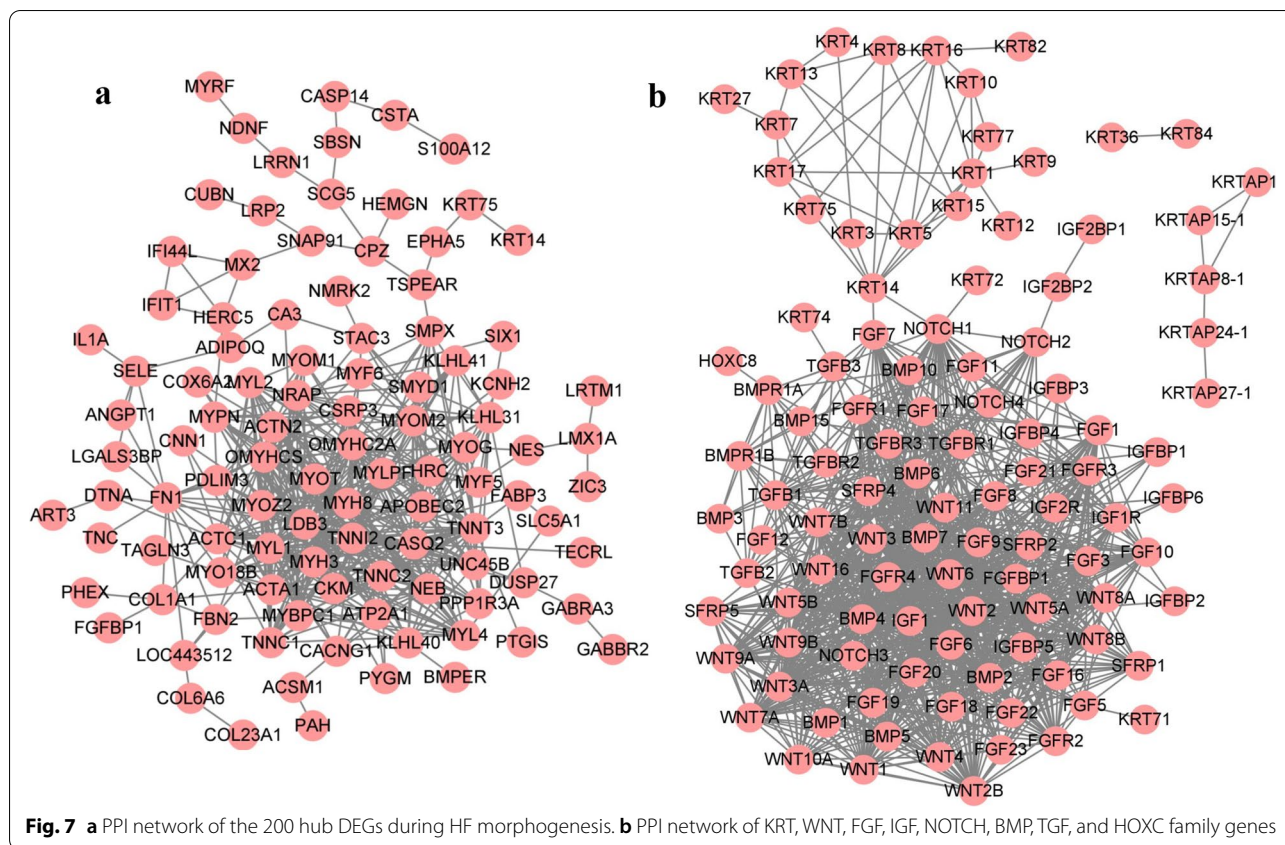 a
MYRF
CASP14
CSTA
NDNF
SBSN
S100A12
LRRN1
SCG5
CUBN
HEMGN
KRT75
LRP2
SNAP91
CPZ
EPHA5
KRT14
IFI44L
MX2
TSPEAR
IFIT1
NMRK2
HERC5
CA3
STAC3
SMPX
SIX1
IL1A
ADIPOQ
MYOM1
KLHL41
SELE
COX6A2
MYL2
NRAP
MYF6
SMYD1
KCNH2
LRTM1
ANGPT1
MYPN
CSRP3
MYOM2
KLHL31
ACTN2
OMYHC2A
MYOG
NES
LMX1A
CNN1
OMYHCS
LGALS3BP
PDLIM3
MYOT
MYLPF
HRC
MYF5
ZIC3
DTNA
FN1
MYOZ2
MYH8
APOBEC2
FABP3
ART3
LDB3
TNNT3
SLC5A1
TNC
ACTC1
TNNI2
CASQ2
TAGLN3
MYL1
MYH3
UNC45B
TECRL
MYO18B
TNNC2
DUSP27
PHEX
COL1A1
ACTA1
CKM
NEB
PPP1R3A
GABRA3
FGFBP1
FBN2
MYBPC1
ATP2A1
TNNC1
KLHL40
MYL4
PTGIS
GABBR2
LOC443512
CACNG1
PYGM
BMPER
COL6A6
ACSM1
COL23A1
PAH
b
KRT4
KRT8
KRT16
KRT82
KRT13
KRT10
KRT27
KRT7
KRT77
KRT36
KRT84
KRT17
KRT1
KRT9
KRTAP1
KRT75
KRT15
KRT12
KRTAP15-1
KRT3
KRT5
IGF2BP1
KRTAP8-1
KRT14
KRT72
IGF2BP2
KRTAP24-1
KRT74
FGF7
NOTCH1
NOTCH2
HOXC8
TGFB3
BMP10
FGF11
KRTAP27-1
BMPR1A
IGFBP3
BMP15
FGFR1
FGF17
NOTCH4
BMPR1B
TGFBR3
TGFBR1
IGFBP4
FGF1
TGFBR2
BMP6
FGF21
FGFR3
IGFBP1
TGFB1
SFRP4
FGF8
IGF2R
BMP3
WNT7B
WNT11
IGF1R
IGFBP6
FGF12
WNT3
BMP7
FGF9
SFRP2
FGF10
TGFB2
WNT16
FGFR4
WNT6
FGFBP1
FGF3
SFRP5
WNT5B
BMP4
IGF1
WNT2
WNT5A
WNT8A
IGFBP2
WNT9B
FGF6
IGFBP5
WNT8B
WNT9A
NOTCH3
FGF20
BMP2
FGF16
SFRP1
WNT3A
WNT7A
FGF19
FGF18
FGF22
FGF5
KRT71
BMP1
BMP5
WNT4
FGF23
FGFR2
WNT10A
WNT1
WNT2B
Fig. 7 a PPI network of the 200 hub DEGs during HF morphogenesis. b PPI network of KRT, WNT, FGF, IGF, NOTCH, BMP, TGF, and HOXC family genes